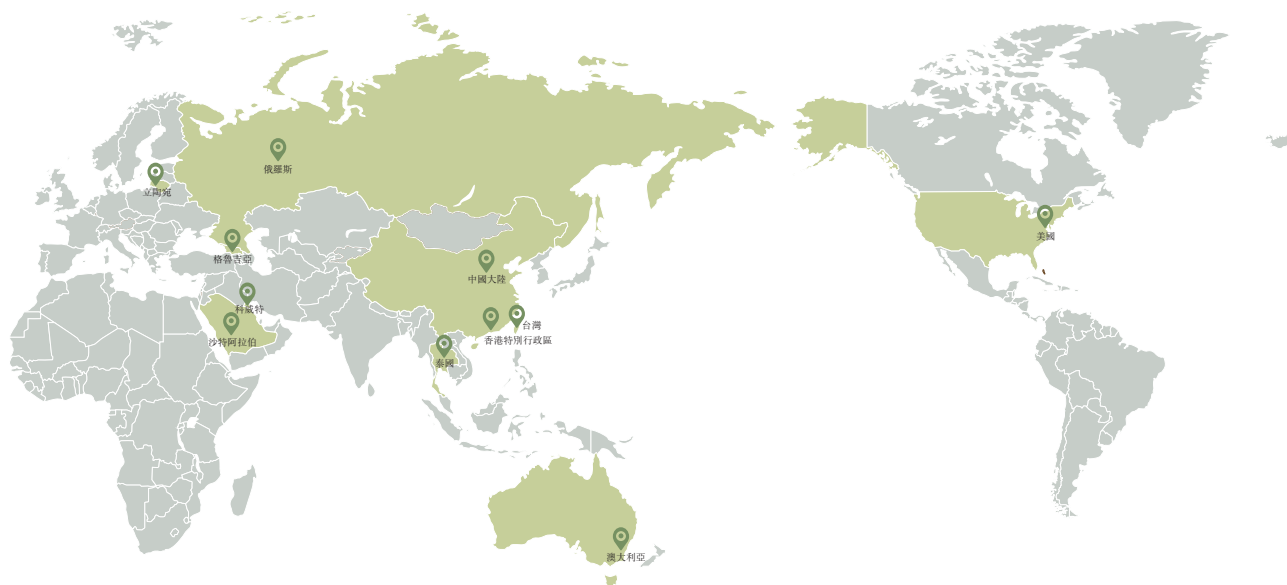 俄羅斯
立陶宛
美國
格魯吉亞
中國大陸
科威特
台灣
沙特阿拉伯
香港特別行政區
泰國
澳大利亞